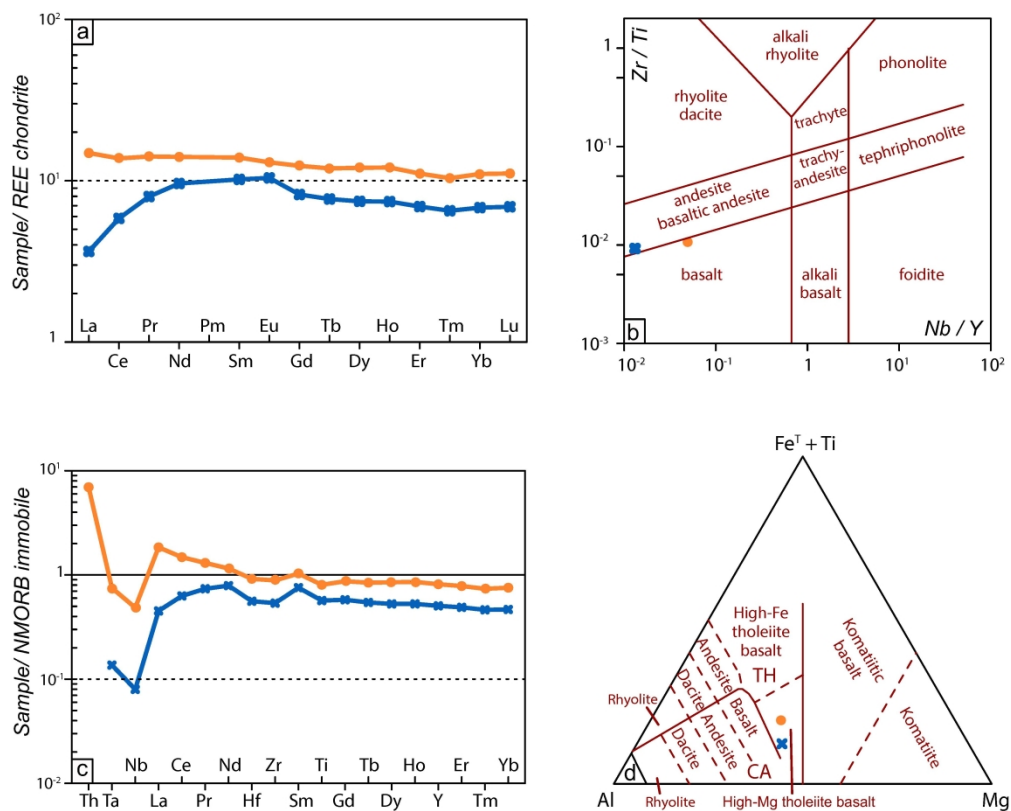 a
10²
10
1
Sample/ REE chondrite
La Pr Pm Eu Tb Ho Tm Lu
Ce Nd Sm Gd Dy Er Yb
b
Zr / Ti
1
10⁻¹
10⁻²
10⁻³
10⁻² 10⁻¹ 1 10¹ 10²
Nb / Y
alkali
rhyolite
phonolite
rhyolite
dacite
trachyte
tephriphonolite
trachy-
andesite
andesite
basaltic andesite
basalt
alkali
basalt
foidite
c
10¹
1
10⁻¹
10⁻²
Sample/ NMORB immobile
Nb Ce Nd Zr Ti Tb Ho Er Yb
Th Ta La Pr Hf Sm Gd Dy Y Tm
d
Feᵀ + Ti
Al
Mg
High-Fe
tholeiite
basalt
TH
Komatiitic
basalt
Komatiite
Andesite
Dacite
Rhyolite
Basalt
Andesite
Dacite
CA
Rhyolite
High-Mg tholeiite basalt